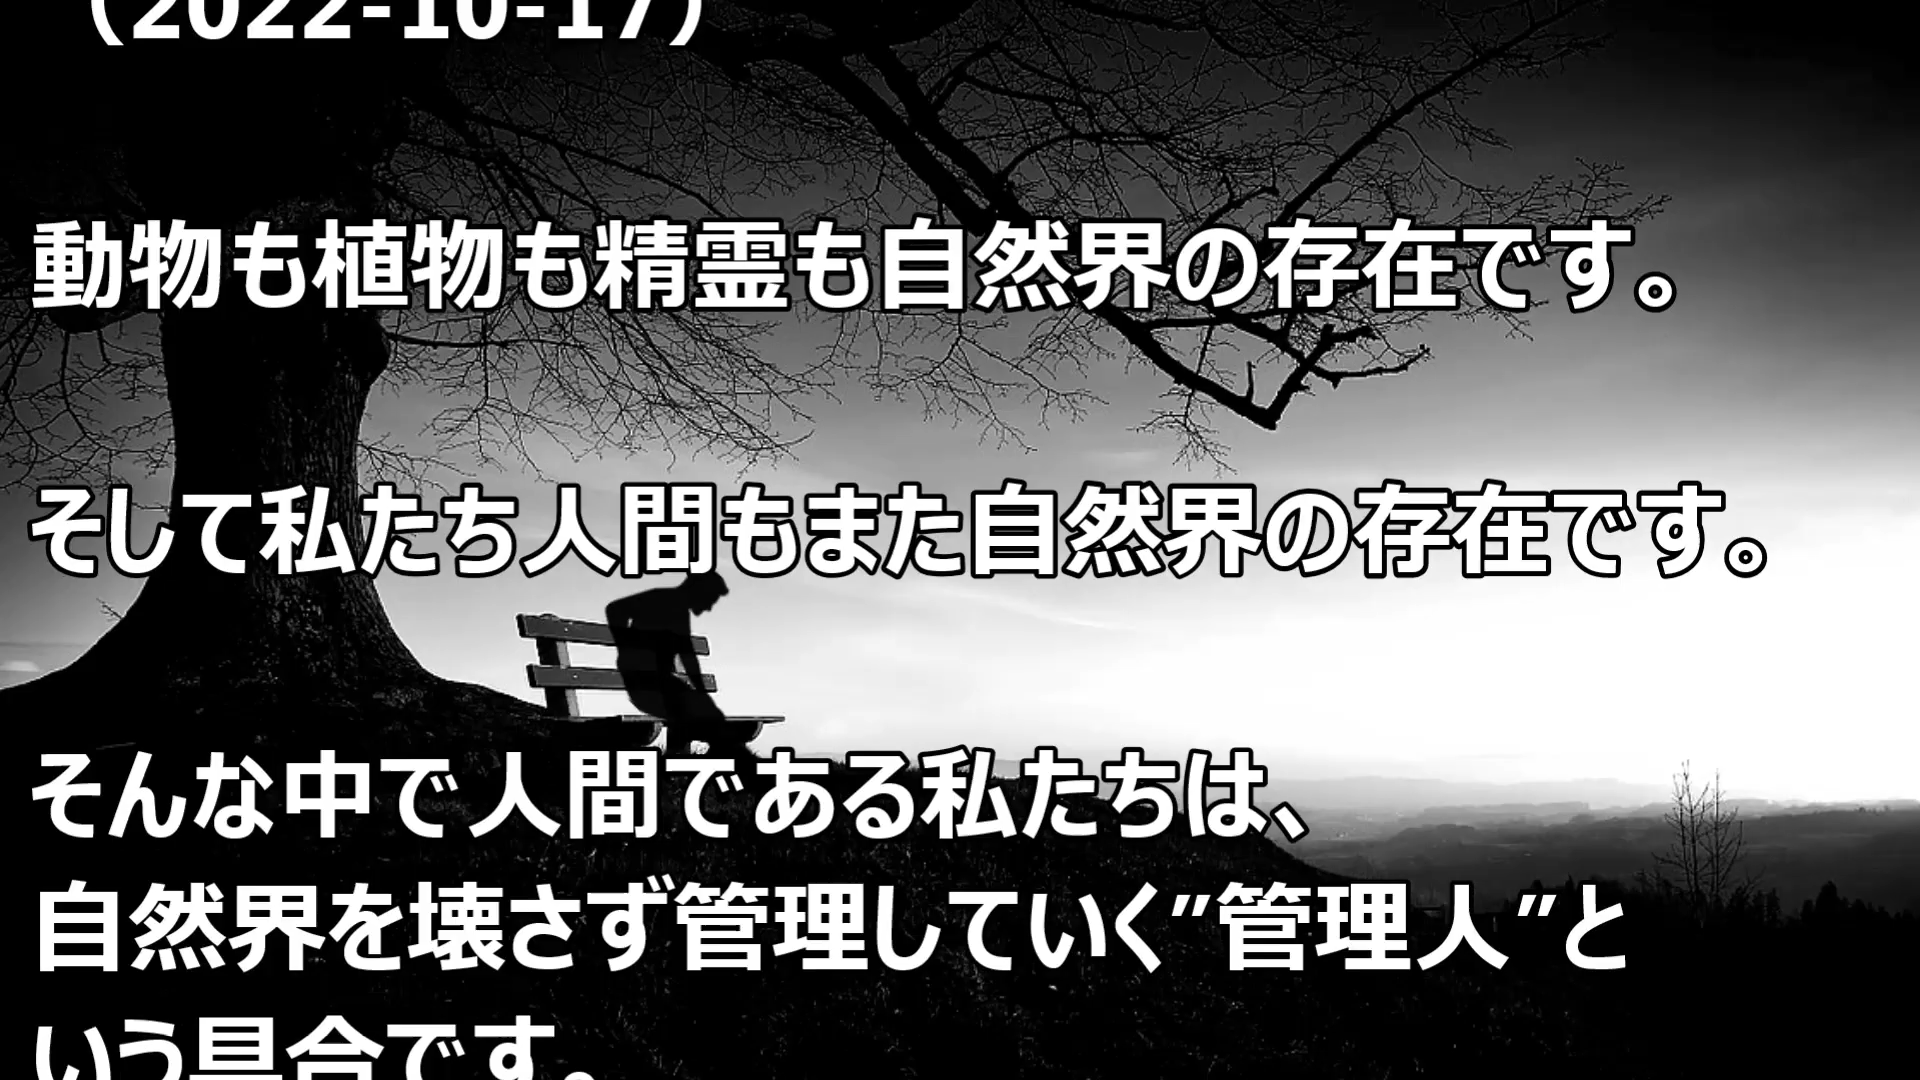 （2022-10-17）
動物も植物も精霊も自然界の存在です。
そして私たち人間もまた自然界の存在です。
そんな中で人間である私たちは、
自然界を壊さず管理していく”管理人”と
いう具合です。